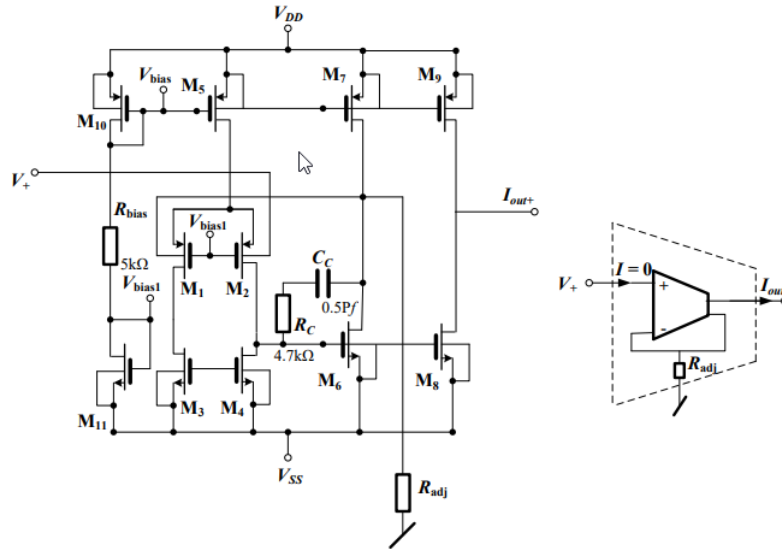 VDD
Vbias
M5
M7
M9
M10
V+
Rbias
Vbias1
Iout+
5kΩ
Vbias1
CC
0.5Pf
M1
M2
RC
4.7kΩ
M6
M8
M11
M3
M4
VSS
Radj
V+
I = 0
+
-
Iout
Radj